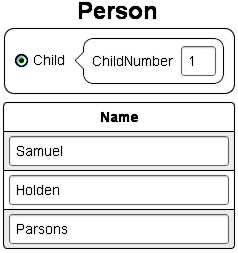 Person
Child ChildNumber 1
Name
Samuel
Holden
Parsons